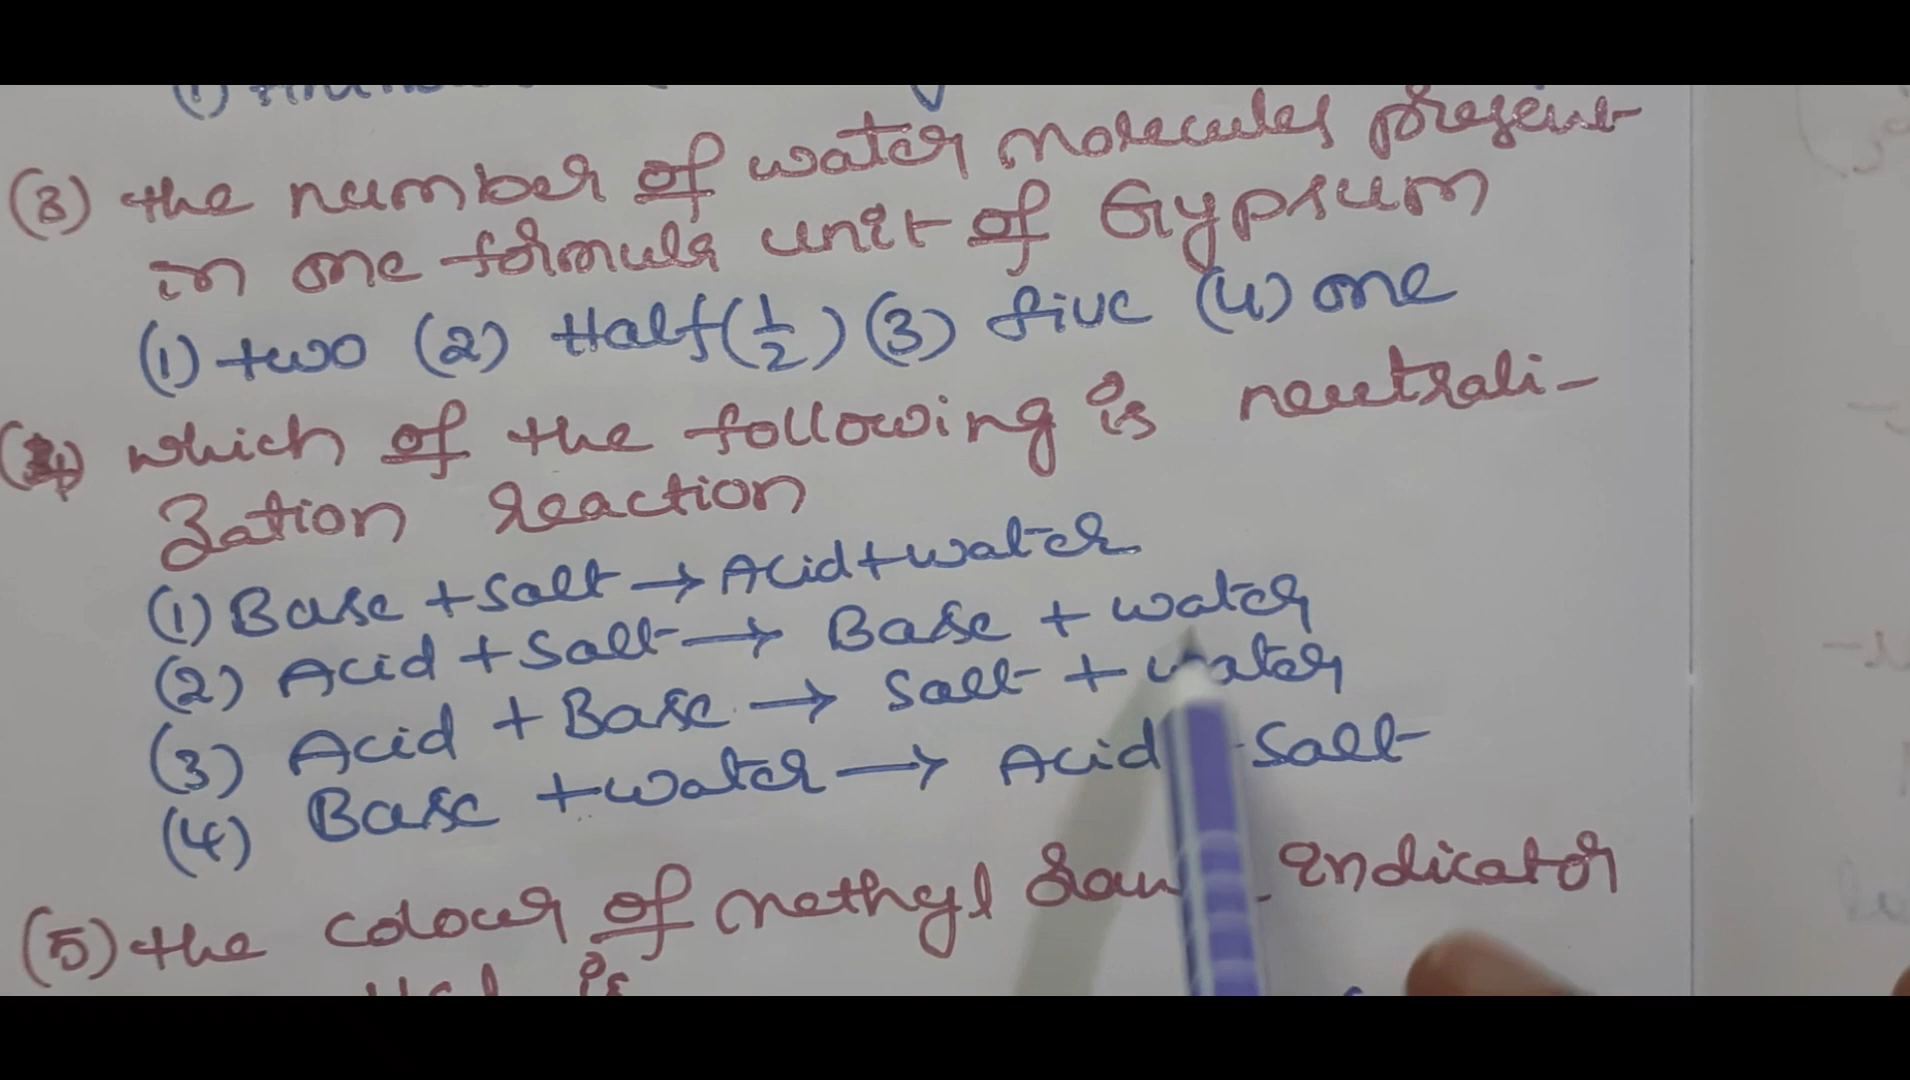 (3) the number of water molecules present
in one formula unit of Gypsum
(1) two (2) Half(1/2) (3) five (4) one
(4) which of the following is neutrali-
zation reaction
(1) Base + Salt → Acid + water
(2) Acid + Salt → Base + water
(3) Acid + Base → Salt + water
(4) Base + water → Acid Salt
(5) the colour of methyl indicator
is